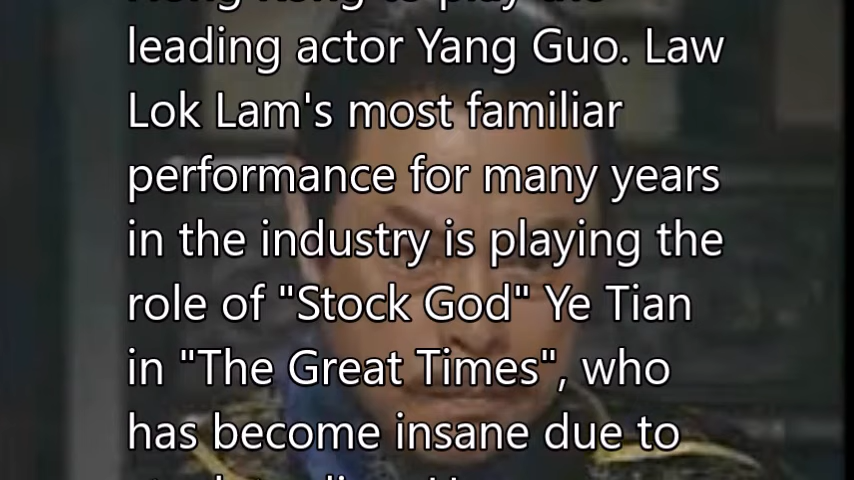 leading actor Yang Guo. Law
Lok Lam's most familiar
performance for many years
in the industry is playing the
role of "Stock God" Ye Tian
in "The Great Times", who
has become insane due to